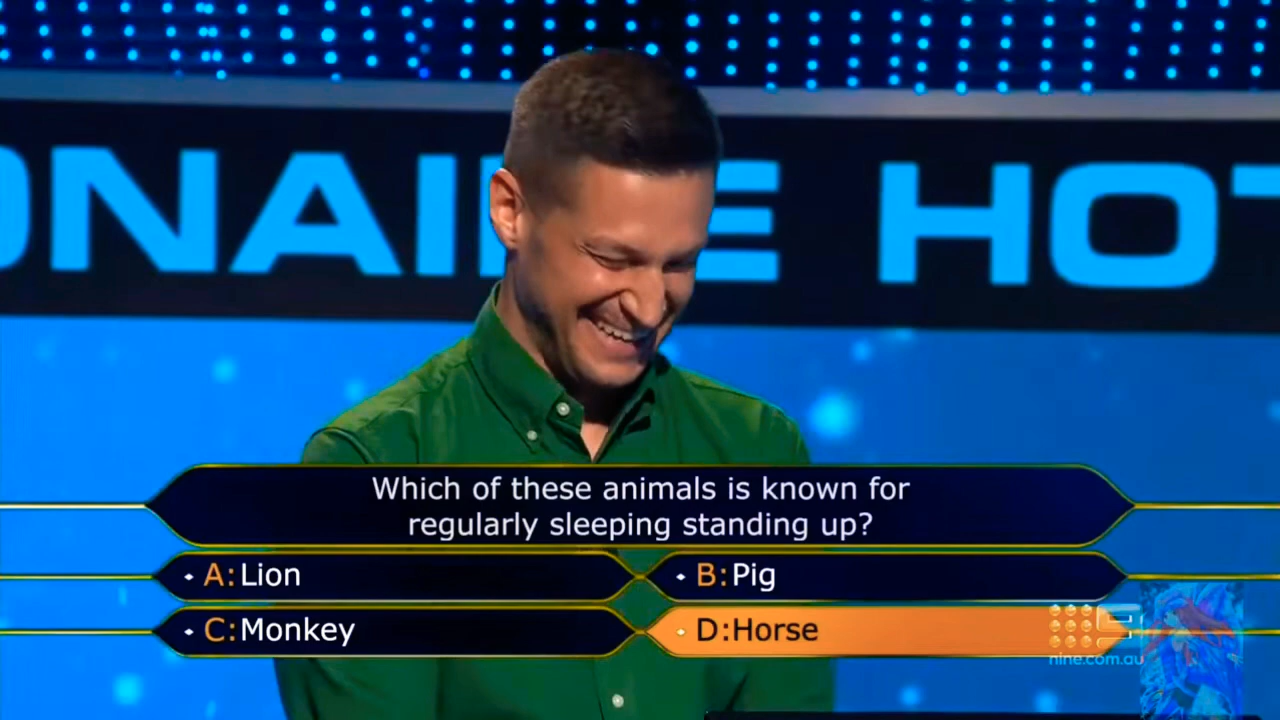 ONAIRE HOT
Which of these animals is known for
regularly sleeping standing up?
A: Lion
B: Pig
C: Monkey
D: Horse
9
nine.com.au